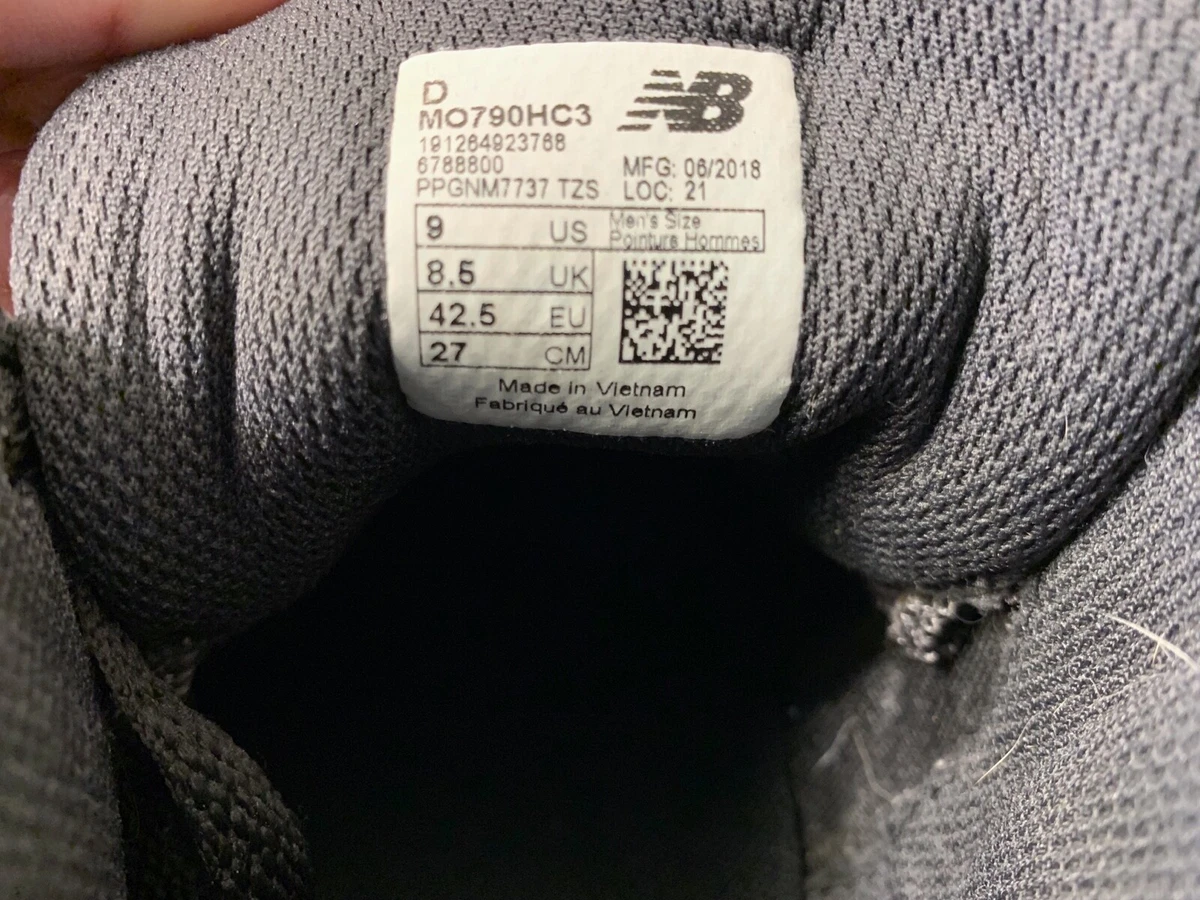 D
MO790HC3
NB
191264923768
6788800
MFG: 06/2018
PPGNM7737 TZS
LOC: 21
9 US
Men's Size
Pointure Hommes
8.5 UK
42.5 EU
27 CM
Made in Vietnam
Fabriqué au Vietnam